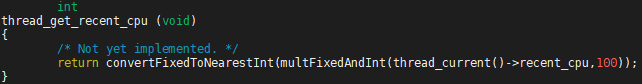 int
thread_get_recent_cpu (void)
{
/* Not yet implemented. */
return convertFixedToNearestInt(multFixedAndInt(thread_current()->recent_cpu,100));
}